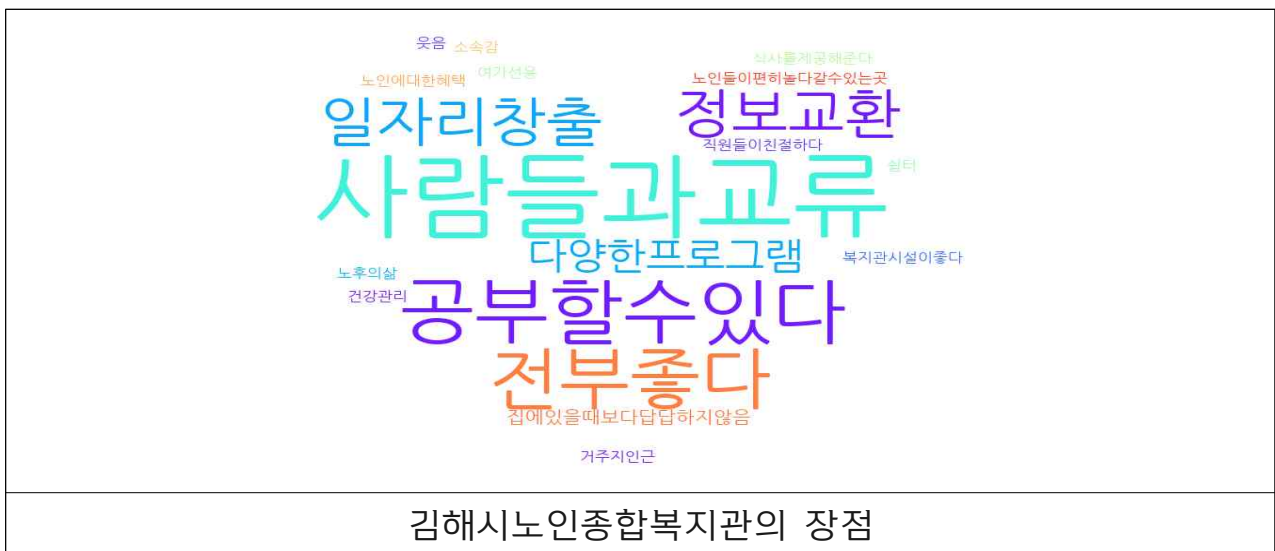 웃음 소속감
식사를제공해준다
노인에대한혜택 여가선용
노인들이편히놀다갈수있는곳
일자리창출 정보교환
직원들이친절하다
사람들과교류 쉼터
다양한프로그램 복지관시설이좋다
노후의삶
건강관리 공부할수있다
전부좋다
집에있을때보다답답하지않음
거주지인근
김해시노인종합복지관의 장점